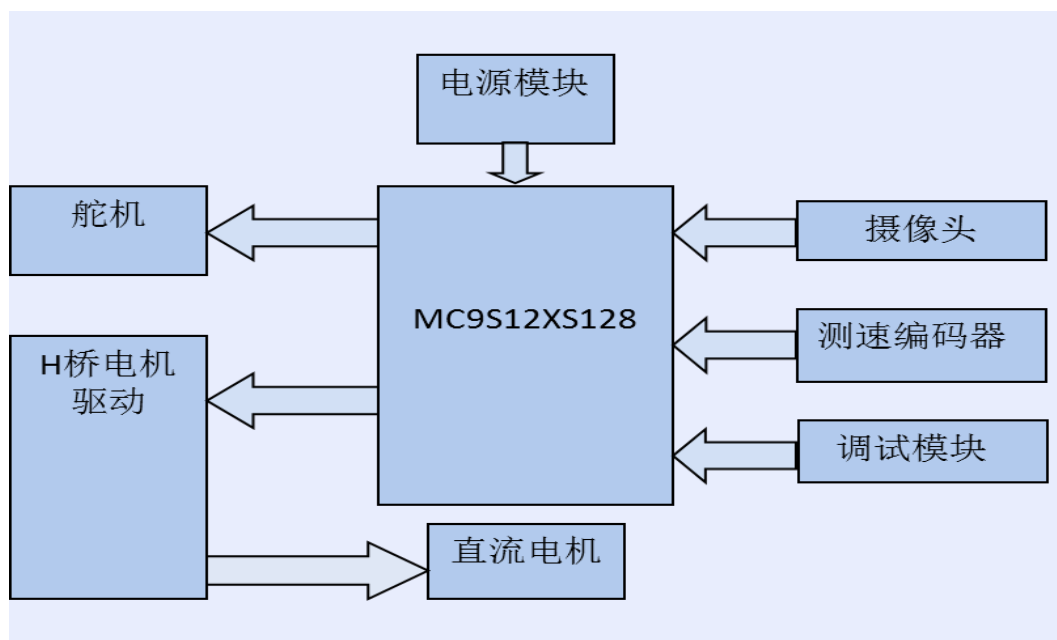 电源模块
舵机
摄像头
MC9S12XS128
测速编码器
H桥电机
驱动
调试模块
直流电机